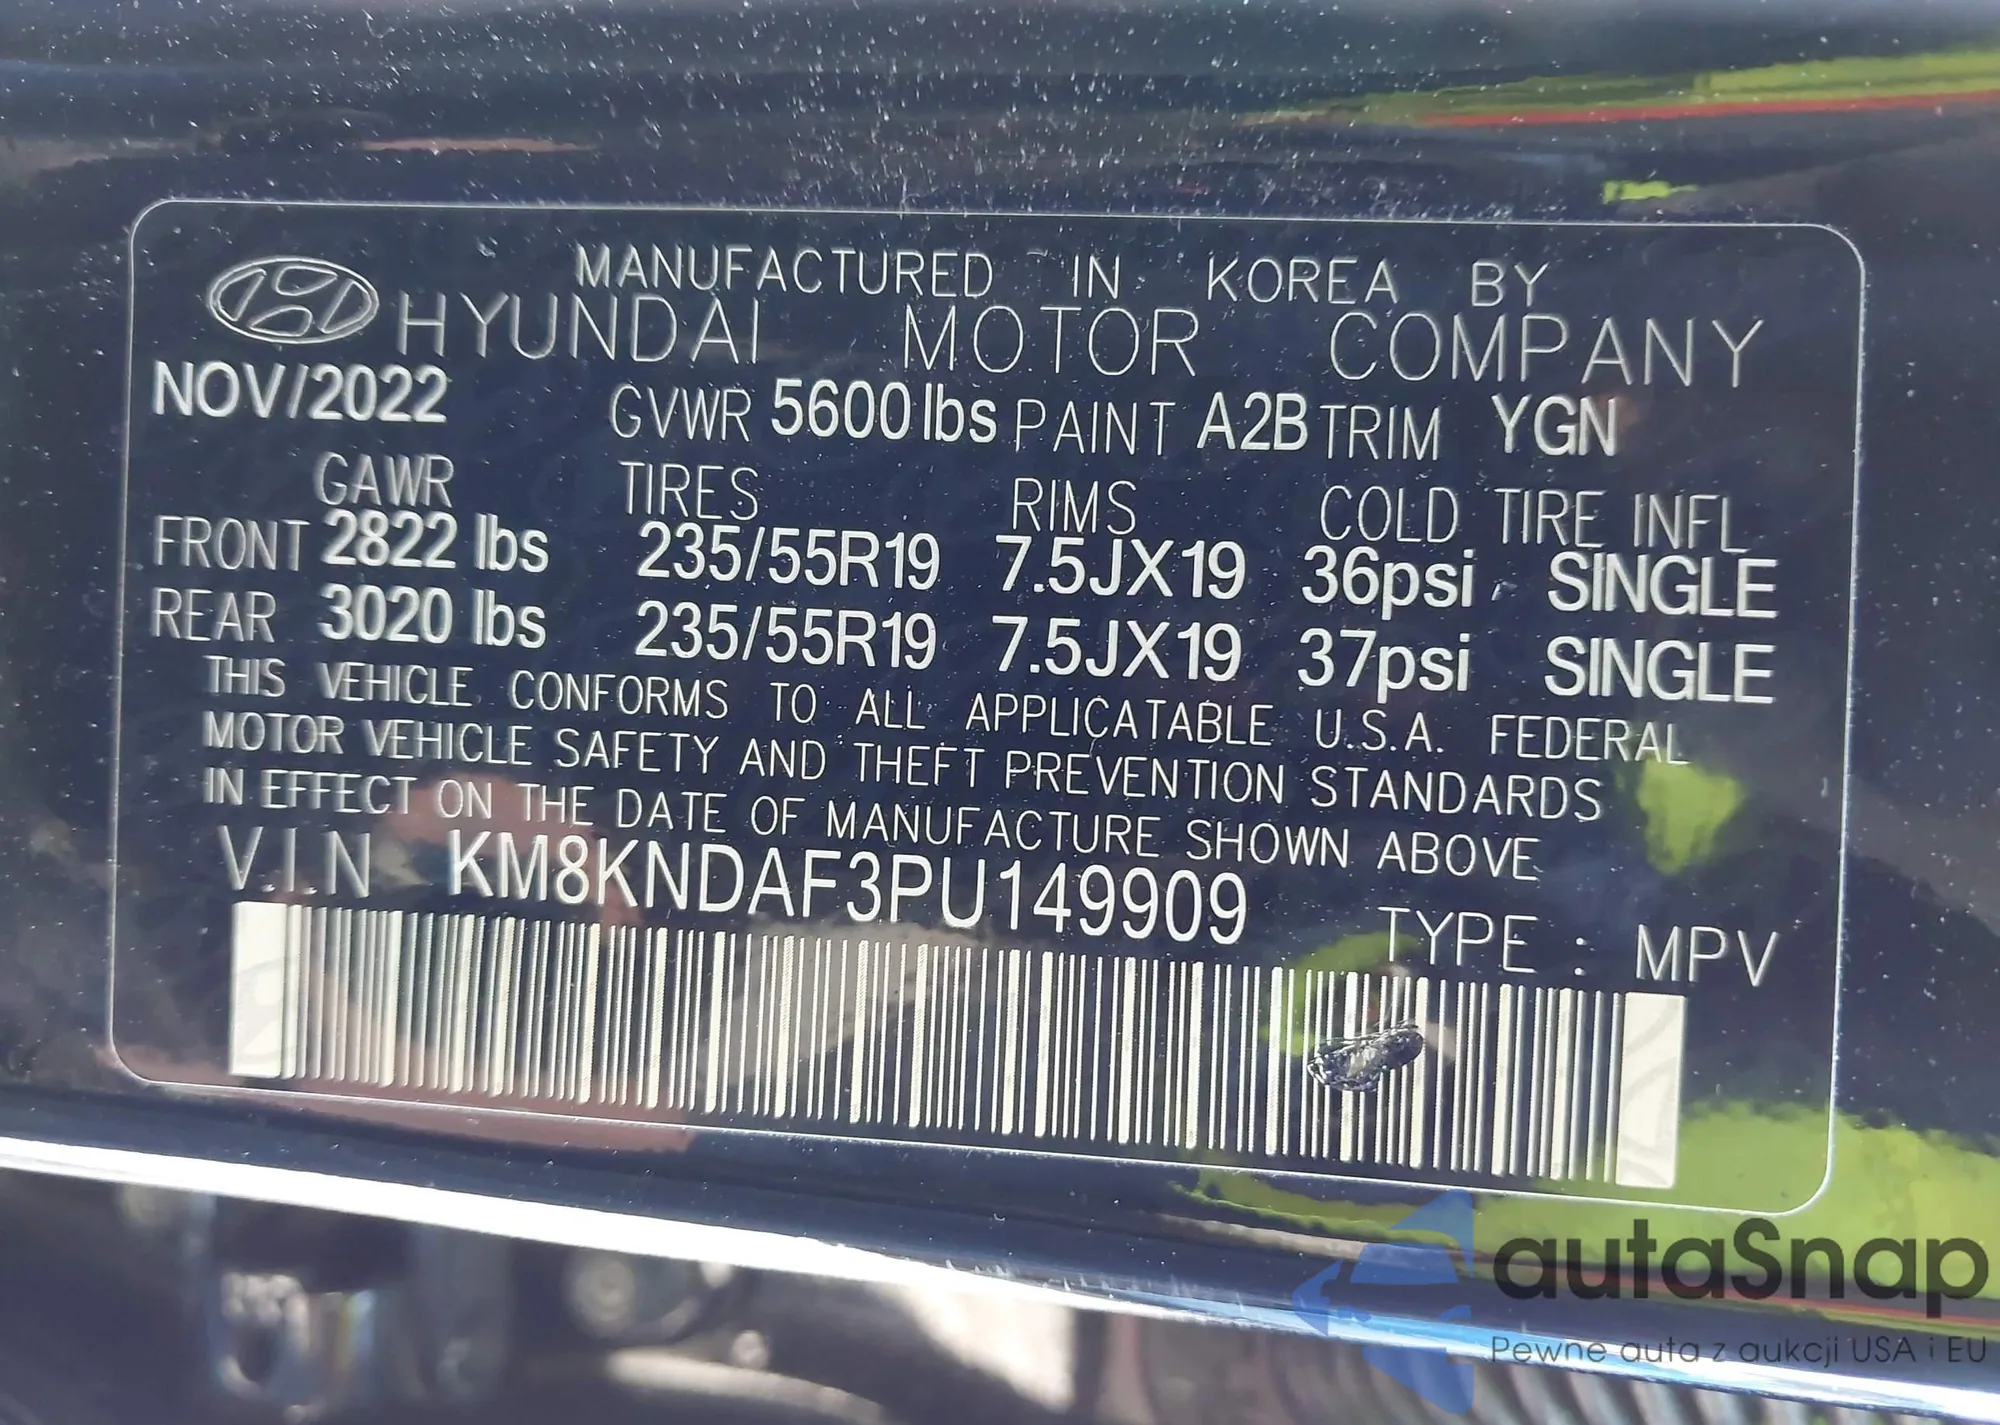 MANUFACTURED IN KOREA BY
HYUNDAI MOTOR COMPANY
NOV/2022 GVWR 5600 lbs PAINT A2B TRIM YGN
GAWR TIRES RIMS COLD TIRE INFL
FRONT 2822 lbs 235/55R19 7.5JX19 36psi SINGLE
REAR 3020 lbs 235/55R19 7.5JX19 37psi SINGLE
THIS VEHICLE CONFORMS TO ALL APPLICATABLE U.S.A. FEDERAL
MOTOR VEHICLE SAFETY AND THEFT PREVENTION STANDARDS
IN EFFECT ON THE DATE OF MANUFACTURE SHOWN ABOVE
V.I.N KM8KNDAF3PU149909
TYPE : MPV
autaSnap
Pewne auta z aukcji USA i EU